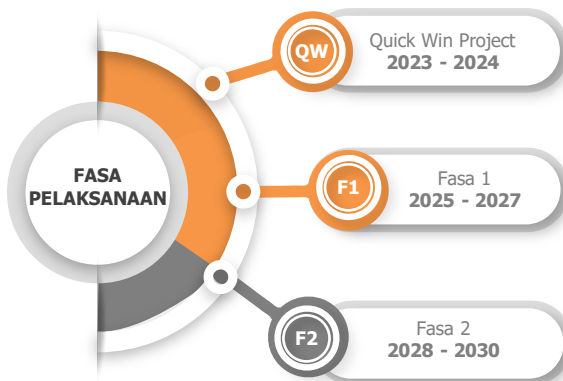 FASA
PELAKSANAAN
QW
Quick Win Project
2023 - 2024
F1
Fasa 1
2025 - 2027
F2
Fasa 2
2028 - 2030